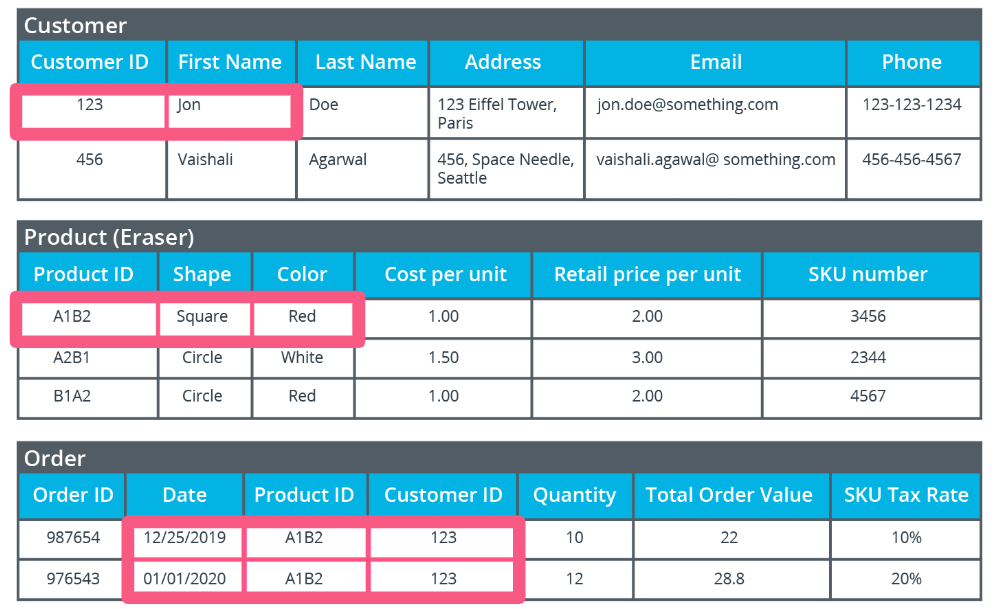 Customer
Customer ID First Name Last Name Address Email Phone
123 Jon Doe 123 Eiffel Tower, jon.doe@something.com 123-123-1234
Paris
456 Vaishali Agarwal 456, Space Needle, vaishali.agawal@ something.com 456-456-4567
Seattle
Product (Eraser)
Product ID Shape Color Cost per unit Retail price per unit SKU number
A1B2 Square Red 1.00 2.00 3456
A2B1 Circle White 1.50 3.00 2344
B1A2 Circle Red 1.00 2.00 4567
Order
Order ID Date Product ID Customer ID Quantity Total Order Value SKU Tax Rate
987654 12/25/2019 A1B2 123 10 22 10%
976543 01/01/2020 A1B2 123 12 28.8 20%